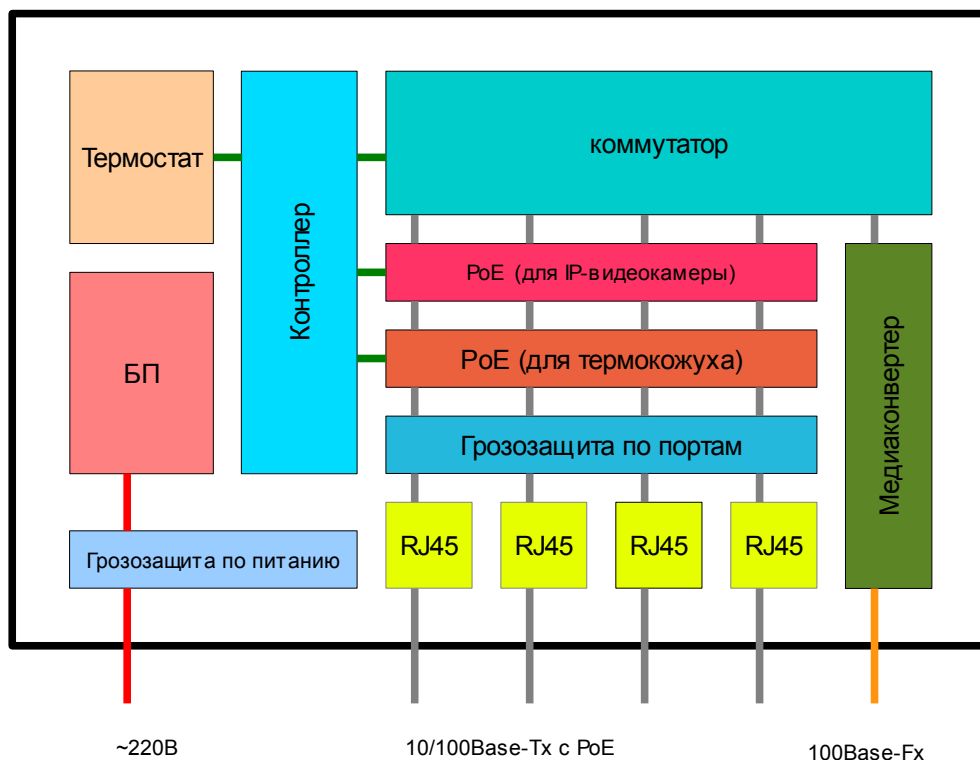 Термостат
Контроллер
коммутатор
PoE (для IP-видеокамеры)
БП
PoE (для термокожуха)
Медиаконвертер
Грозозащита по портам
Грозозащита по питанию
RJ45
RJ45
RJ45
RJ45
~220В
10/100Base-Tx с PoE
100Base-Fx